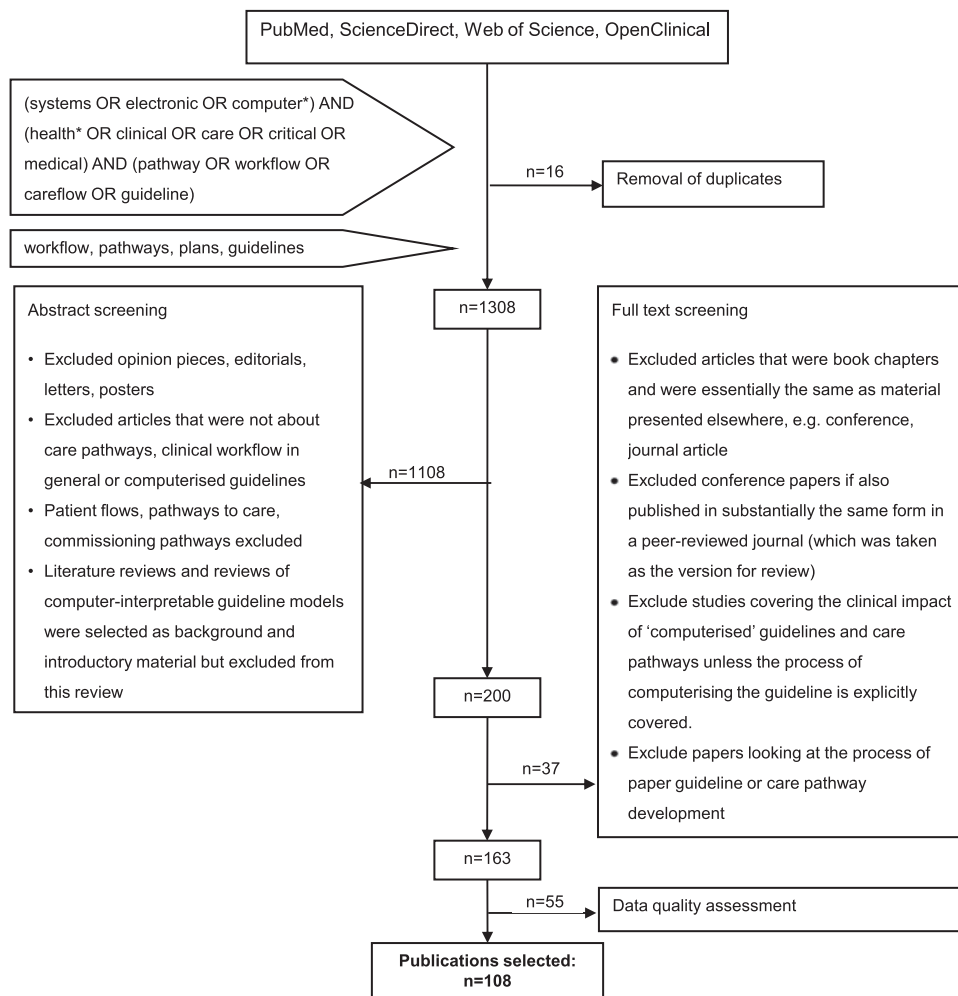 PubMed, ScienceDirect, Web of Science, OpenClinical
(systems OR electronic OR computer*) AND
(health* OR clinical OR care OR critical OR
medical) AND (pathway OR workflow OR
careflow OR guideline)
n=16
Removal of duplicates
workflow, pathways, plans, guidelines
n=1308
Abstract screening
• Excluded opinion pieces, editorials,
letters, posters
• Excluded articles that were not about
care pathways, clinical workflow in
general or computerised guidelines
• Patient flows, pathways to care,
commissioning pathways excluded
• Literature reviews and reviews of
computer-interpretable guideline models
were selected as background and
introductory material but excluded from
this review
n=1108
Full text screening
• Excluded articles that were book chapters
and were essentially the same as material
presented elsewhere, e.g. conference,
journal article
• Excluded conference papers if also
published in substantially the same form in
a peer-reviewed journal (which was taken
as the version for review)
• Exclude studies covering the clinical impact
of ‘computerised’ guidelines and care
pathways unless the process of
computerising the guideline is explicitly
covered.
• Exclude papers looking at the process of
paper guideline or care pathway
development
n=200
n=37
n=163
n=55
Data quality assessment
Publications selected:
n=108